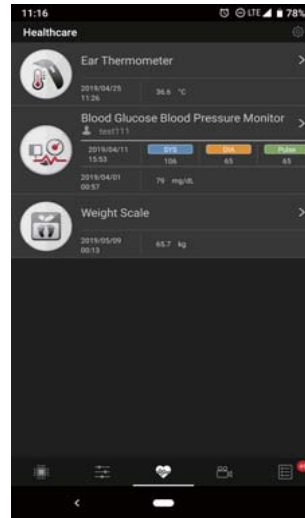 11:16 LTE 78%
Healthcare
Ear Thermometer
2019/04/25
11:26
36.6 °C
Blood Glucose Blood Pressure Monitor
test111
2019/04/11
15:53
SYS DIA Pulse
106 65 65
2019/04/01
00:57
79 mg/dL
Weight Scale
2019/05/09
00:13
65.7 kg